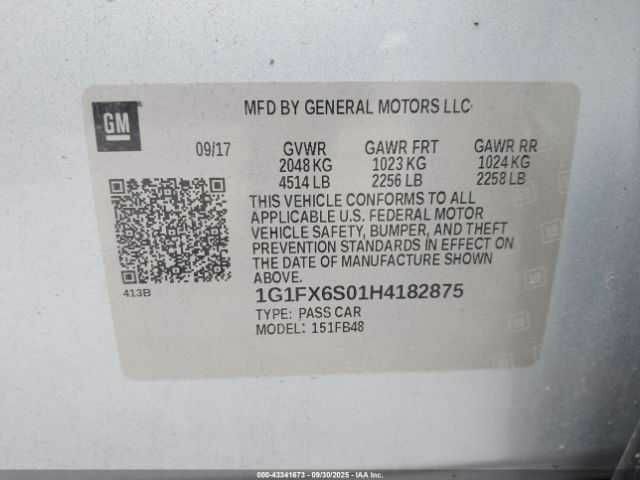 GM
MFD BY GENERAL MOTORS LLC
09/17 GVWR GAWR FRT GAWR RR
2048 KG 1023 KG 1024 KG
4514 LB 2256 LB 2258 LB
THIS VEHICLE CONFORMS TO ALL
APPLICABLE U.S. FEDERAL MOTOR
VEHICLE SAFETY, BUMPER, AND THEFT
PREVENTION STANDARDS IN EFFECT ON
THE DATE OF MANUFACTURE SHOWN
ABOVE.
413B
1G1FX6S01H4182875
TYPE: PASS CAR
MODEL: 151FB48
000-43341673 - 09/30/2025 - IAA Inc.